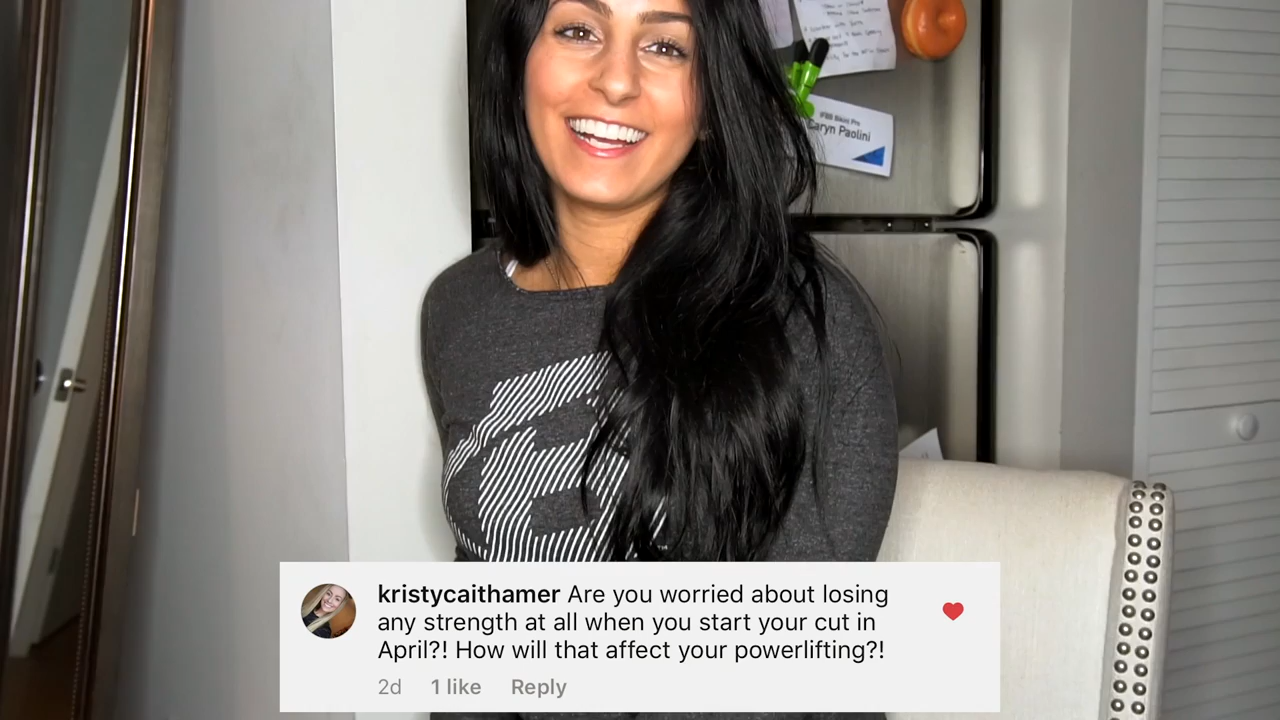 IFBB Bikini Pro
Caryn Paolini
kristycaithamer Are you worried about losing
any strength at all when you start your cut in
April?! How will that affect your powerlifting?!
2d 1 like Reply